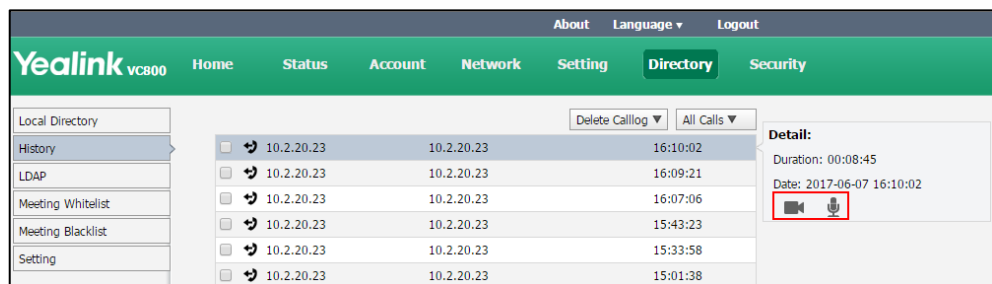 About Language ▾ Logout
Yealink VC800 Home Status Account Network Setting Directory Security
Local Directory
History
LDAP
Meeting Whitelist
Meeting Blacklist
Setting
Delete Calllog ▼ All Calls ▼
10.2.20.23 10.2.20.23 16:10:02
10.2.20.23 10.2.20.23 16:09:21
10.2.20.23 10.2.20.23 16:07:06
10.2.20.23 10.2.20.23 15:43:23
10.2.20.23 10.2.20.23 15:33:58
10.2.20.23 10.2.20.23 15:01:38
Detail:
Duration: 00:08:45
Date: 2017-06-07 16:10:02